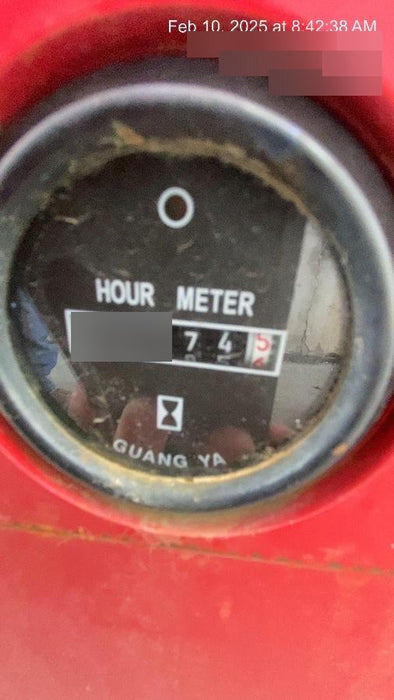 Feb 10, 2025 at 8:42:38 AM
HOUR METER
7 4 5
GUANG YA